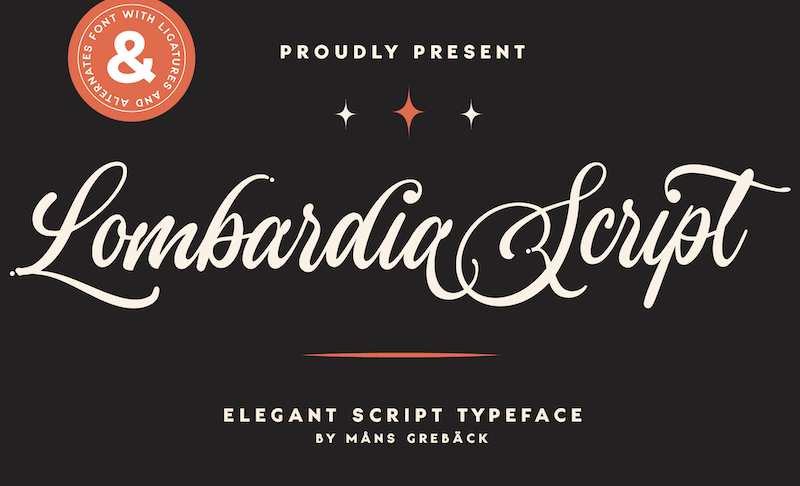 FONT WITH LIGATURES AND ALTERNATES
&
PROUDLY PRESENT
Lombardia Script
ELEGANT SCRIPT TYPEFACE
BY MÅNS GREBÄCK